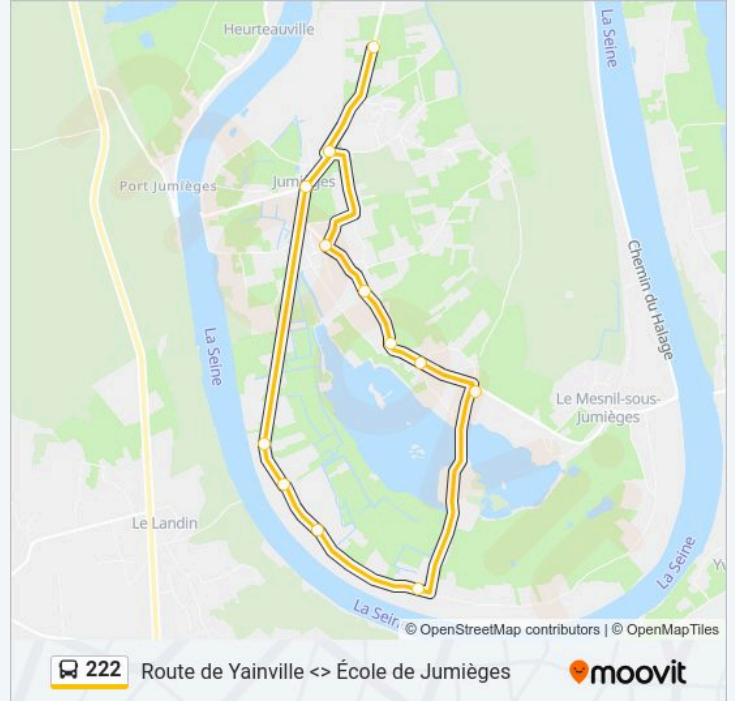 Heurteauville
La Seine
Port Jumièges
Jumièges
Chemin du Halage
La Seine
Le Mesnil-sous-
Jumièges
Le Landin
La Seine
La Seine
© OpenStreetMap contributors | © OpenMapTiles
222 Route de Yainville <> École de Jumièges
moovit